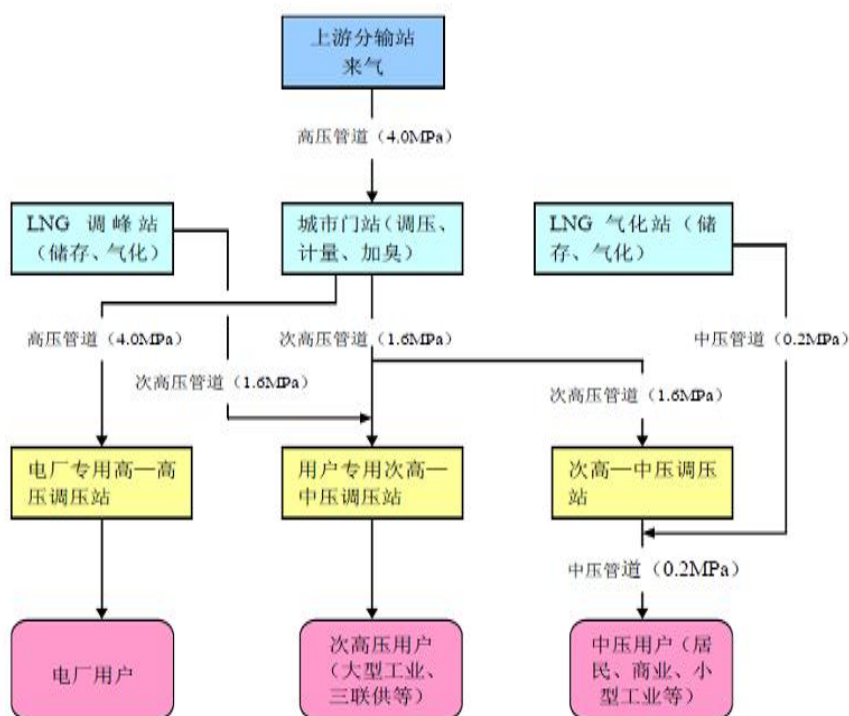 上游分输站
来气
高压管道（4.0MPa）
LNG 调峰站
（储存、气化）
城市门站（调压、
计量、加臭）
LNG 气化站（储
存、气化）
高压管道（4.0MPa）
次高压管道（1.6MPa）
中压管道（0.2MPa）
次高压管道（1.6MPa）
次高压管道（1.6MPa）
电厂专用高—高
压调压站
用户专用次高—
中压调压站
次高—中压调压
站
中压管道（0.2MPa）
电厂用户
次高压用户
（大型工业、
三联供等）
中压用户（居
民、商业、小
型工业等）